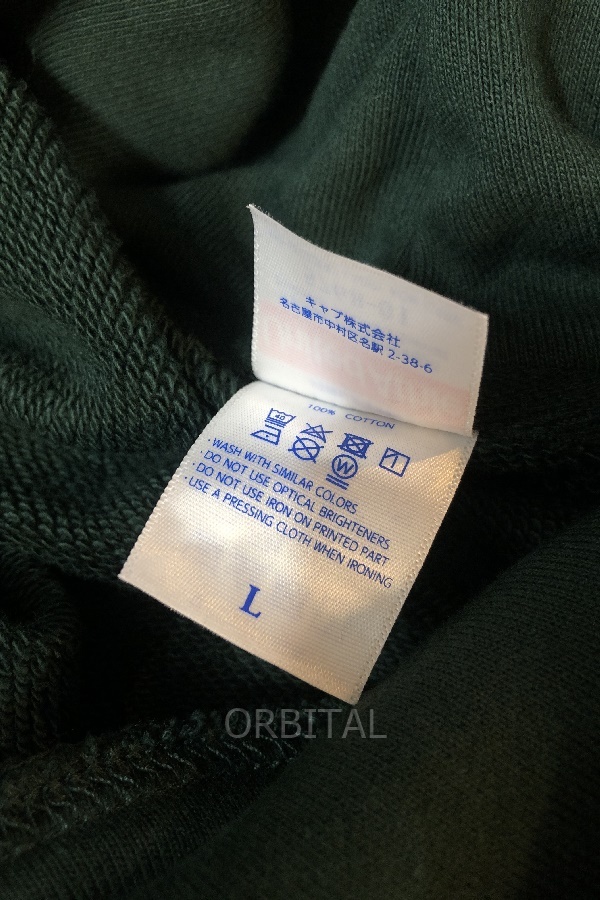 キャブ株式会社
名古屋市中村区名駅 2-38-6
100% COTTON
40
W
・WASH WITH SIMILAR COLORS
・DO NOT USE OPTICAL BRIGHTENERS
・DO NOT USE IRON ON PRINTED PART
・USE A PRESSING CLOTH WHEN IRONING
L
ORBITAL